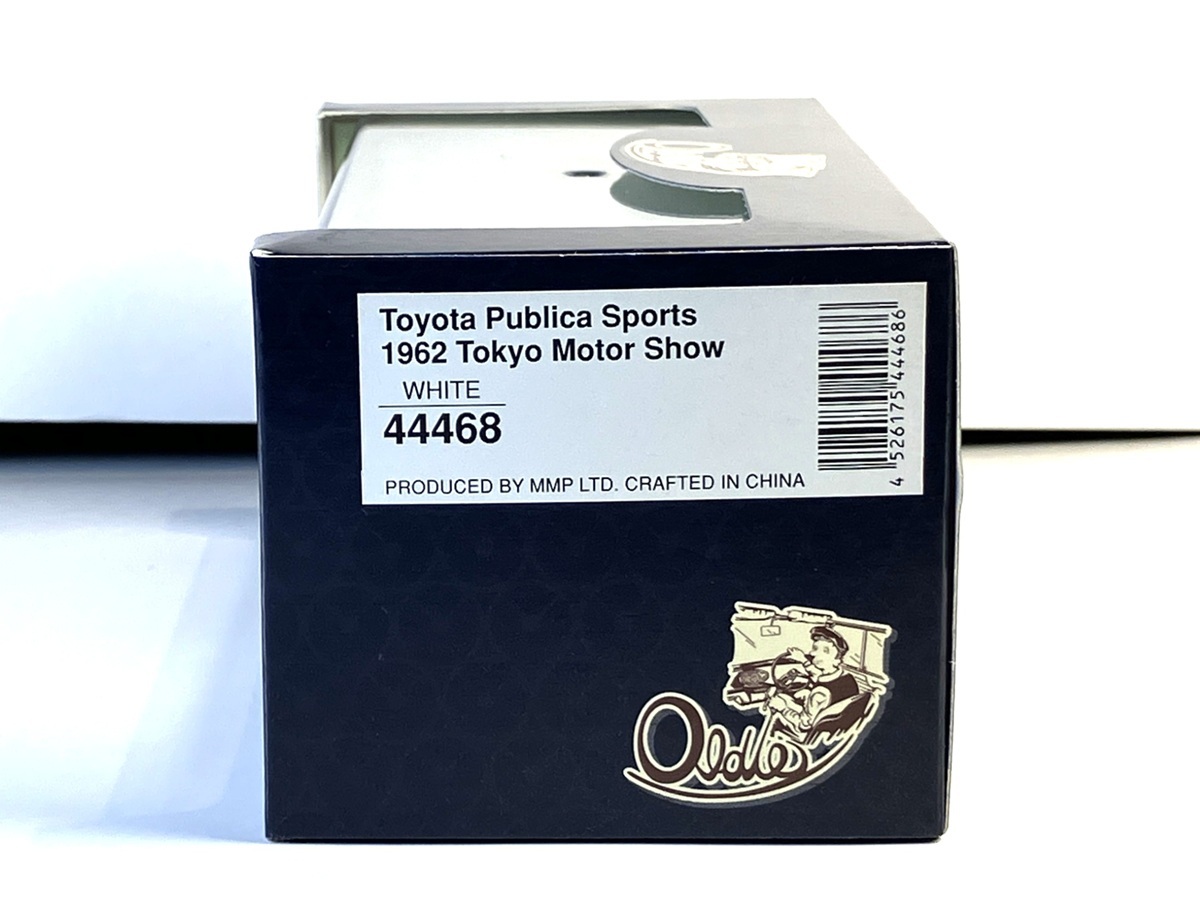 Toyota Publica Sports
1962 Tokyo Motor Show
WHITE
44468
PRODUCED BY MMP LTD. CRAFTED IN CHINA
4 526175 444686
Oldies